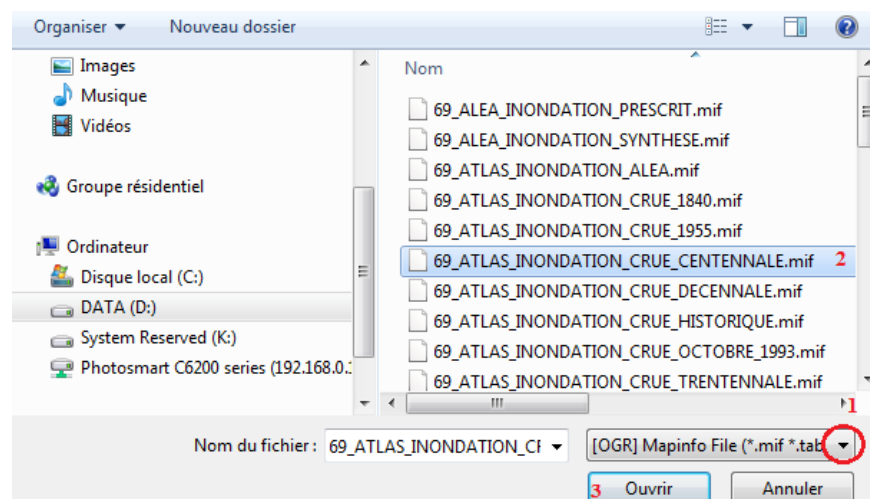 Organiser Nouveau dossier
Images
Musique
Vidéos
Groupe résidentiel
Ordinateur
Disque local (C:)
DATA (D:)
System Reserved (K:)
Photosmart C6200 series (192.168.0.1
Nom
69_ALEA_INONDATION_PRESCRIT.mif
69_ALEA_INONDATION_SYNTHESE.mif
69_ATLAS_INONDATION_ALEA.mif
69_ATLAS_INONDATION_CRUE_1840.mif
69_ATLAS_INONDATION_CRUE_1955.mif
69_ATLAS_INONDATION_CRUE_CENTENNALE.mif 2
69_ATLAS_INONDATION_CRUE_DECENNALE.mif
69_ATLAS_INONDATION_CRUE_HISTORIQUE.mif
69_ATLAS_INONDATION_CRUE_OCTOBRE_1993.mif
69_ATLAS_INONDATION_CRUE_TRENTENNALE.mif
1
Nom du fichier : 69_ATLAS_INONDATION_CF [OGR] Mapinfo File (*.mif *.tab
3 Ouvrir Annuler